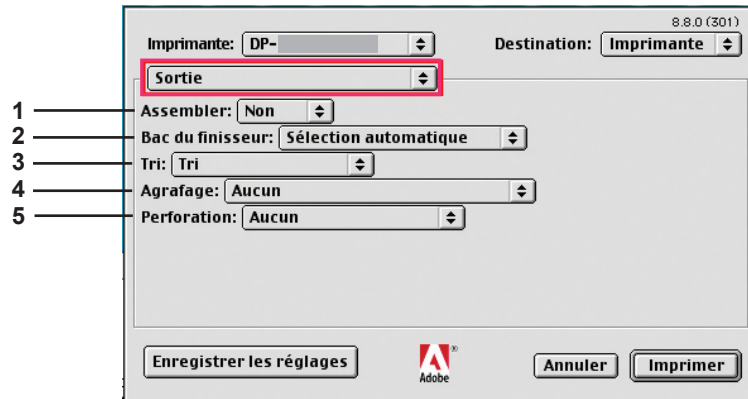 8.8.0 (301)
Imprimante: DP- Destination: Imprimante
Sortie
1 Assembler: Non
2 Bac du finisseur: Sélection automatique
3 Tri: Tri
4 Agrafage: Aucun
5 Perforation: Aucun
Enregistrer les réglages Adobe® Annuler Imprimer